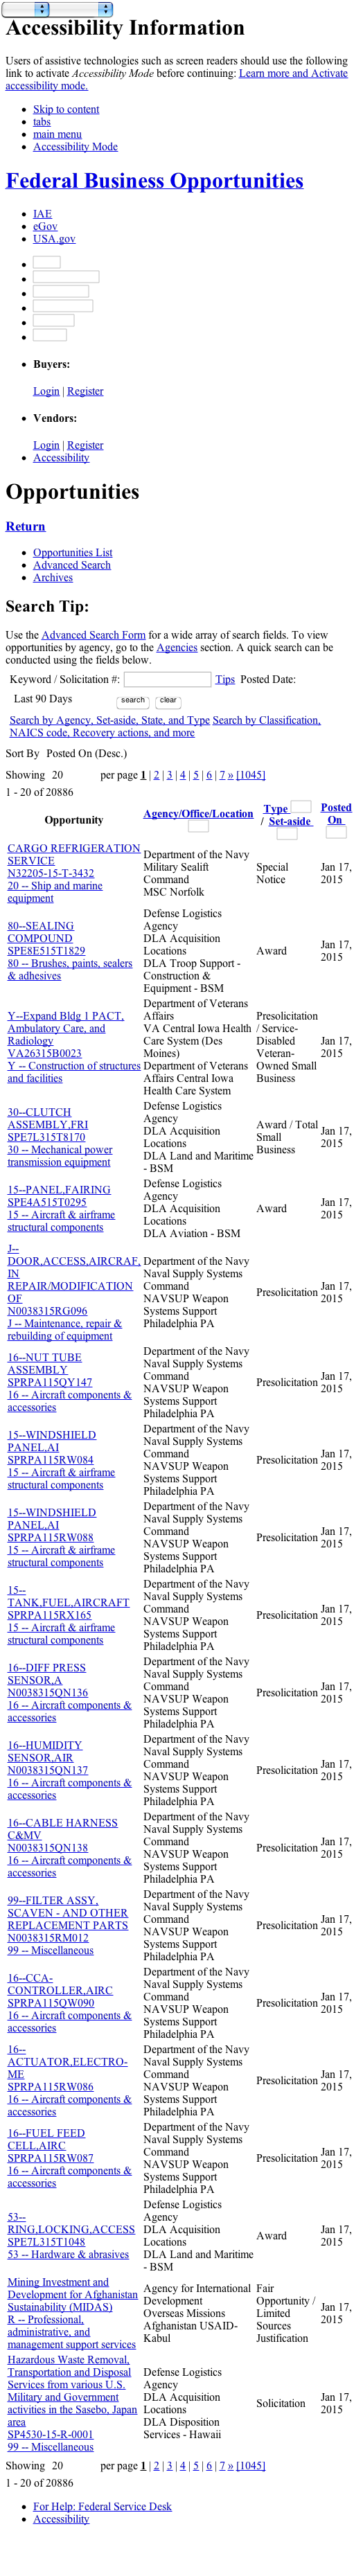 Accessibility Information
Users of assistive technologies such as screen readers should use the following
link to activate Accessibility Mode before continuing: Learn more and Activate
accessibility mode.
Skip to content
tabs
main menu
Accessibility Mode
Federal Business Opportunities
IAE
eGov
USA.gov
Buyers:
Login | Register
Vendors:
Login | Register
Accessibility
Opportunities
Return
Opportunities List
Advanced Search
Archives
Search Tip:
Use the Advanced Search Form for a wide array of search fields. To view
opportunities by agency, go to the Agencies section. A quick search can be
conducted using the fields below.
Keyword / Solicitation #: Tips Posted Date:
Last 90 Days search clear
Search by Agency, Set-aside, State, and Type Search by Classification,
NAICS code, Recovery actions, and more
Sort By Posted On (Desc.)
Showing 20 per page 1 | 2 | 3 | 4 | 5 | 6 | 7 » [1045]
1 - 20 of 20886
Opportunity
Agency/Office/Location
Type
/ Set-aside
Posted
On
CARGO REFRIGERATION
SERVICE
N32205-15-T-3432
20 -- Ship and marine
equipment
Department of the Navy
Military Sealift
Command
MSC Norfolk
Special
Notice
Jan 17,
2015
80--SEALING
COMPOUND
SPE8E515T1829
80 -- Brushes, paints, sealers
& adhesives
Defense Logistics
Agency
DLA Acquisition
Locations
DLA Troop Support -
Construction &
Equipment - BSM
Award
Jan 17,
2015
Y--Expand Bldg 1 PACT,
Ambulatory Care, and
Radiology
VA26315B0023
Y -- Construction of structures
and facilities
Department of Veterans
Affairs
VA Central Iowa Health
Care System (Des
Moines)
Department of Veterans
Affairs Central Iowa
Health Care System
Presolicitation
/ Service-
Disabled
Veteran-
Owned Small
Business
Jan 17,
2015
30--CLUTCH
ASSEMBLY,FRI
SPE7L315T8170
30 -- Mechanical power
transmission equipment
Defense Logistics
Agency
DLA Acquisition
Locations
DLA Land and Maritime
- BSM
Award / Total
Small
Business
Jan 17,
2015
15--PANEL,FAIRING
SPE4A515T0295
15 -- Aircraft & airframe
structural components
Defense Logistics
Agency
DLA Acquisition
Locations
DLA Aviation - BSM
Award
Jan 17,
2015
J--
DOOR,ACCESS,AIRCRAF,
IN
REPAIR/MODIFICATION
OF
N0038315RG096
J -- Maintenance, repair &
rebuilding of equipment
Department of the Navy
Naval Supply Systems
Command
NAVSUP Weapon
Systems Support
Philadelphia PA
Presolicitation
Jan 17,
2015
16--NUT TUBE
ASSEMBLY
SPRPA115QY147
16 -- Aircraft components &
accessories
Department of the Navy
Naval Supply Systems
Command
NAVSUP Weapon
Systems Support
Philadelphia PA
Presolicitation
Jan 17,
2015
15--WINDSHIELD
PANEL,AI
SPRPA115RW084
15 -- Aircraft & airframe
structural components
Department of the Navy
Naval Supply Systems
Command
NAVSUP Weapon
Systems Support
Philadelphia PA
Presolicitation
Jan 17,
2015
15--WINDSHIELD
PANEL,AI
SPRPA115RW088
15 -- Aircraft & airframe
structural components
Department of the Navy
Naval Supply Systems
Command
NAVSUP Weapon
Systems Support
Philadelphia PA
Presolicitation
Jan 17,
2015
15--
TANK,FUEL,AIRCRAFT
SPRPA115RX165
15 -- Aircraft & airframe
structural components
Department of the Navy
Naval Supply Systems
Command
NAVSUP Weapon
Systems Support
Philadelphia PA
Presolicitation
Jan 17,
2015
16--DIFF PRESS
SENSOR,A
N0038315QN136
16 -- Aircraft components &
accessories
Department of the Navy
Naval Supply Systems
Command
NAVSUP Weapon
Systems Support
Philadelphia PA
Presolicitation
Jan 17,
2015
16--HUMIDITY
SENSOR,AIR
N0038315QN137
16 -- Aircraft components &
accessories
Department of the Navy
Naval Supply Systems
Command
NAVSUP Weapon
Systems Support
Philadelphia PA
Presolicitation
Jan 17,
2015
16--CABLE HARNESS
C&MV
N0038315QN138
16 -- Aircraft components &
accessories
Department of the Navy
Naval Supply Systems
Command
NAVSUP Weapon
Systems Support
Philadelphia PA
Presolicitation
Jan 17,
2015
99--FILTER ASSY,
SCAVEN - AND OTHER
REPLACEMENT PARTS
N0038315RM012
99 -- Miscellaneous
Department of the Navy
Naval Supply Systems
Command
NAVSUP Weapon
Systems Support
Philadelphia PA
Presolicitation
Jan 17,
2015
16--CCA-
CONTROLLER,AIRC
SPRPA115QW090
16 -- Aircraft components &
accessories
Department of the Navy
Naval Supply Systems
Command
NAVSUP Weapon
Systems Support
Philadelphia PA
Presolicitation
Jan 17,
2015
16--
ACTUATOR,ELECTRO-
ME
SPRPA115RW086
16 -- Aircraft components &
accessories
Department of the Navy
Naval Supply Systems
Command
NAVSUP Weapon
Systems Support
Philadelphia PA
Presolicitation
Jan 17,
2015
16--FUEL FEED
CELL,AIRC
SPRPA115RW087
16 -- Aircraft components &
accessories
Department of the Navy
Naval Supply Systems
Command
NAVSUP Weapon
Systems Support
Philadelphia PA
Presolicitation
Jan 17,
2015
53--
RING,LOCKING,ACCESS
SPE7L315T1048
53 -- Hardware & abrasives
Defense Logistics
Agency
DLA Acquisition
Locations
DLA Land and Maritime
- BSM
Award
Jan 17,
2015
Mining Investment and
Development for Afghanistan
Sustainability (MIDAS)
R -- Professional,
administrative, and
management support services
Agency for International
Development
Overseas Missions
Afghanistan USAID-
Kabul
Fair
Opportunity /
Limited
Sources
Justification
Jan 17,
2015
Hazardous Waste Removal,
Transportation and Disposal
Services from various U.S.
Military and Government
activities in the Sasebo, Japan
area
SP4530-15-R-0001
99 -- Miscellaneous
Defense Logistics
Agency
DLA Acquisition
Locations
DLA Disposition
Services - Hawaii
Solicitation
Jan 17,
2015
Showing 20 per page 1 | 2 | 3 | 4 | 5 | 6 | 7 » [1045]
1 - 20 of 20886
For Help: Federal Service Desk
Accessibility